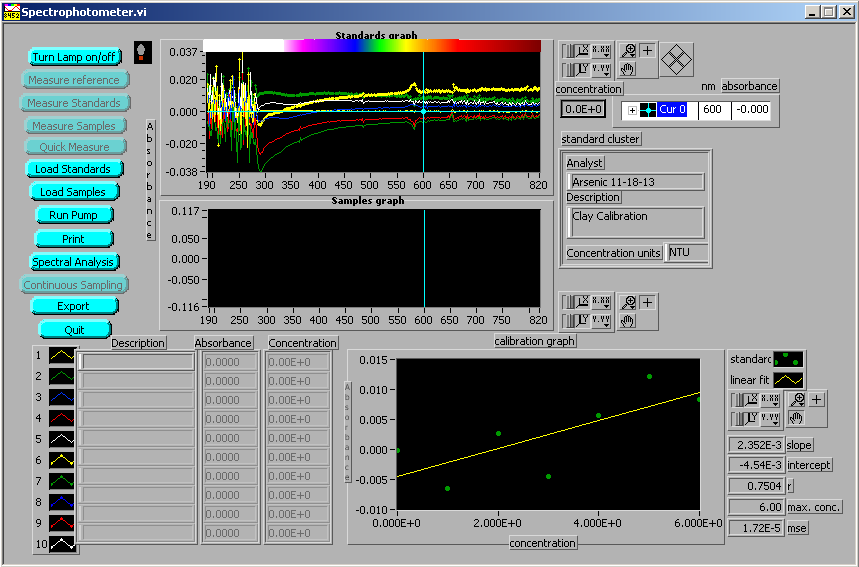 Spectrophotometer.vi
Standards graph
Turn Lamp on/off
Measure reference
Measure Standards
Measure Samples
Quick Measure
Load Standards
Load Samples
Run Pump
Print
Spectral Analysis
Continuous Sampling
Export
Quit
Absorbance
0.037
0.020
0.000
-0.020
-0.038
190 250 300 350 400 450 500 550 600 650 700 750 820
Samples graph
0.117
0.050
0.000
-0.050
-0.116
190 250 300 350 400 450 500 550 600 650 700 750 820
X X.XX
Y Y.YY
concentration nm absorbance
0.0E+0 Cur 0 600 -0.000
standard cluster
Analyst
Arsenic 11-18-13
Description
Clay Calibration
Concentration units NTU
X X.XX
Y Y.YY
Description Absorbance Concentration
1 0.0000 0.00E+0
2 0.0000 0.00E+0
3 0.0000 0.00E+0
4 0.0000 0.00E+0
5 0.0000 0.00E+0
6 0.0000 0.00E+0
7 0.0000 0.00E+0
8 0.0000 0.00E+0
9 0.0000 0.00E+0
10 0.0000 0.00E+0
calibration graph
Absorbance
0.015
0.010
0.005
0.000
-0.005
-0.010
0.000E+0 2.000E+0 4.000E+0 6.000E+0
concentration
standard
linear fit
X X.XX
Y Y.YY
2.352E-3 slope
-4.54E-3 intercept
0.7504 r
6.00 max. conc.
1.72E-5 mse